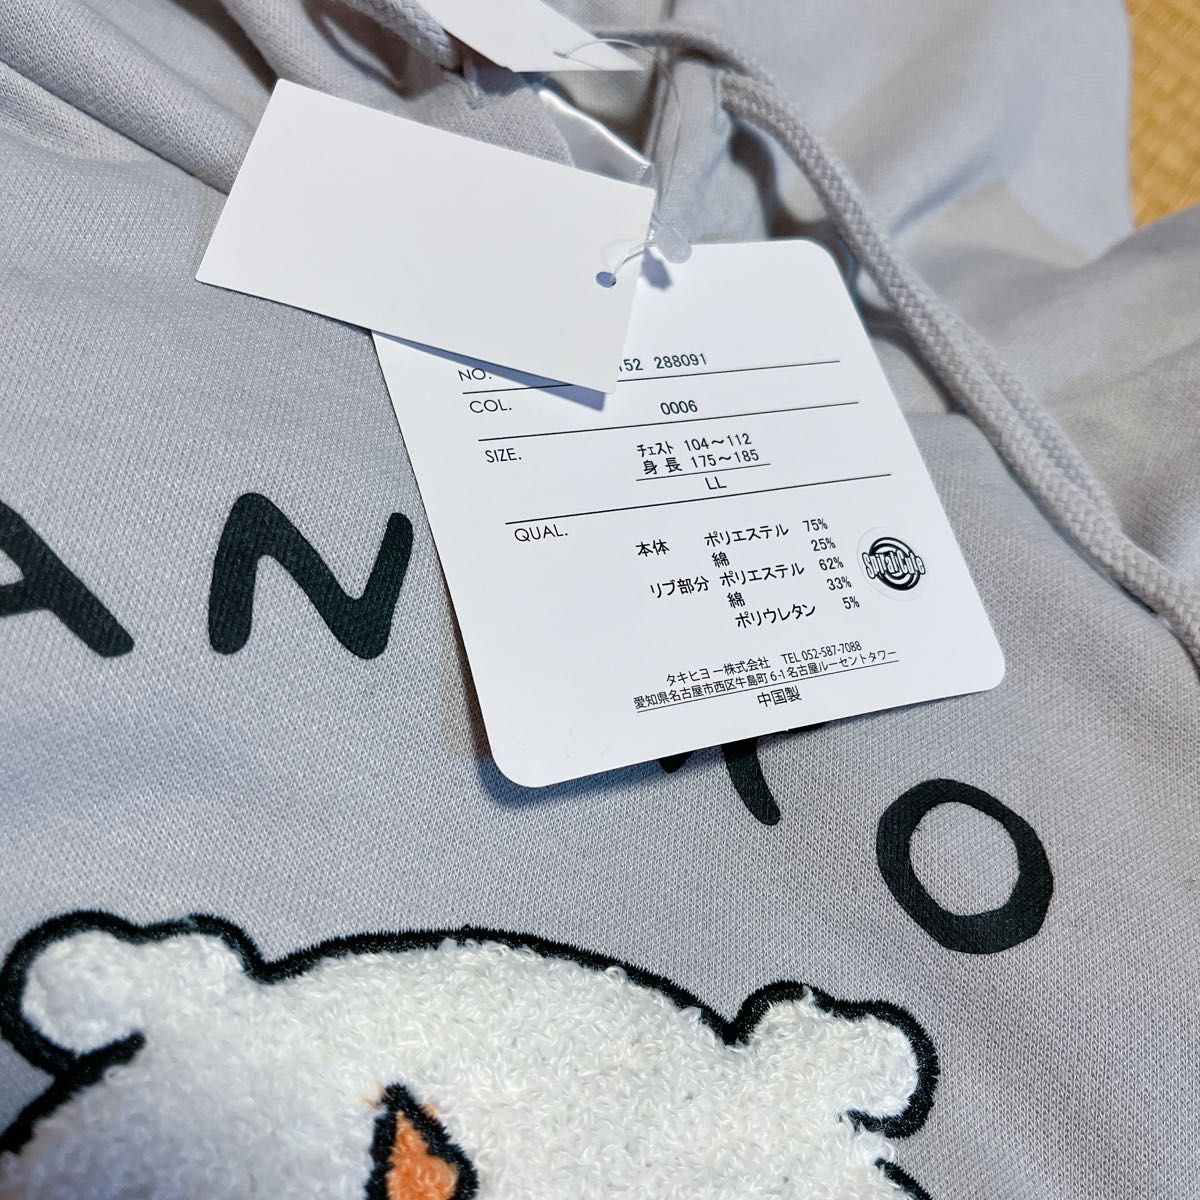 NO. 152 288091
COL. 0006
SIZE. チェスト 104～112
身長 175～185
LL
QUAL. 本体 ポリエステル 75%
綿 25%
リブ部分 ポリエステル 62%
綿 33%
ポリウレタン 5%
Spiral Cute
タキヒヨー株式会社 TEL 052-587-7088
愛知県名古屋市西区牛島町6-1名古屋ルーセントタワー
中国製
AN
O